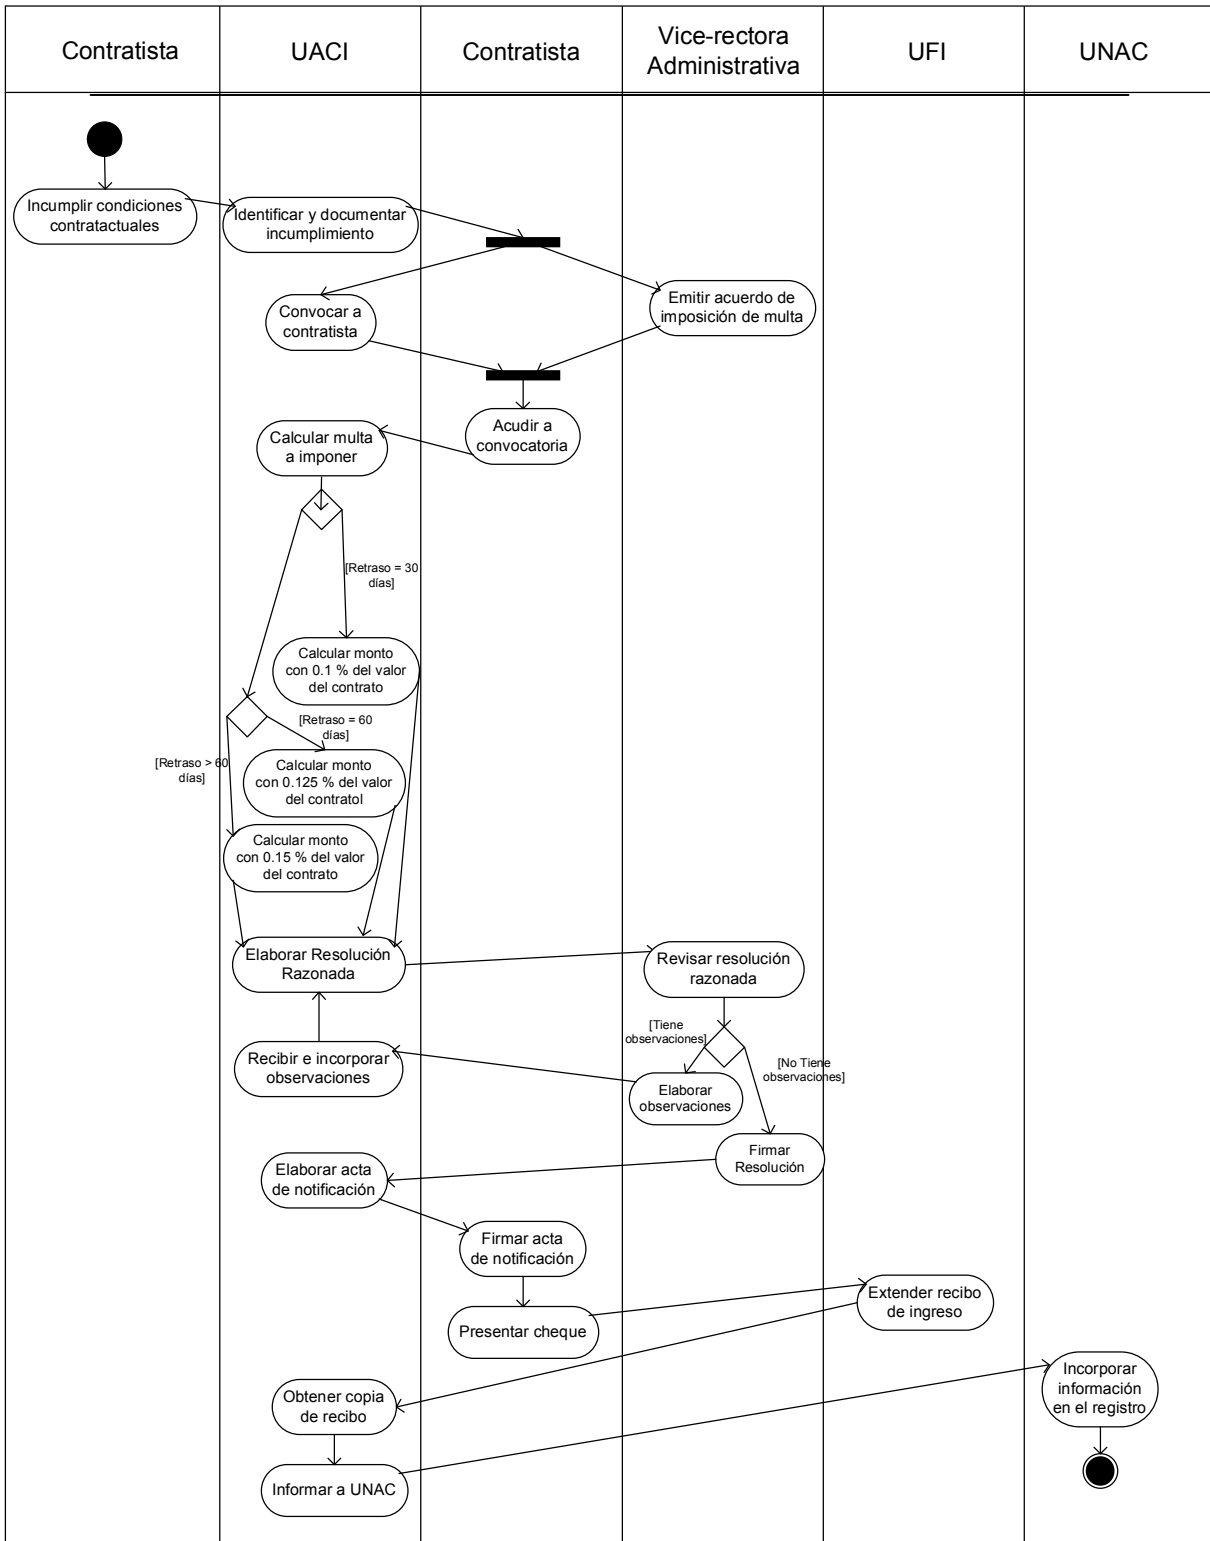 Contratista
UACI
Contratista
Vice-rectora
Administrativa
UFI
UNAC
Incumplir condiciones
contratactuales
Identificar y documentar
incumplimiento
Convocar a
contratista
Emitir acuerdo de
imposición de multa
Acudir a
convocatoria
Calcular multa
a imponer
[Retraso = 30
días]
Calcular monto
con 0.1 % del valor
del contrato
[Retraso = 60
días]
[Retraso > 60
días]
Calcular monto
con 0.125 % del valor
del contratol
Calcular monto
con 0.15 % del valor
del contrato
Elaborar Resolución
Razonada
Revisar resolución
razonada
[Tiene
observaciones]
[No Tiene
observaciones]
Recibir e incorporar
observaciones
Elaborar
observaciones
Firmar
Resolución
Elaborar acta
de notificación
Firmar acta
de notificación
Extender recibo
de ingreso
Presentar cheque
Incorporar
información
en el registro
Obtener copia
de recibo
Informar a UNAC